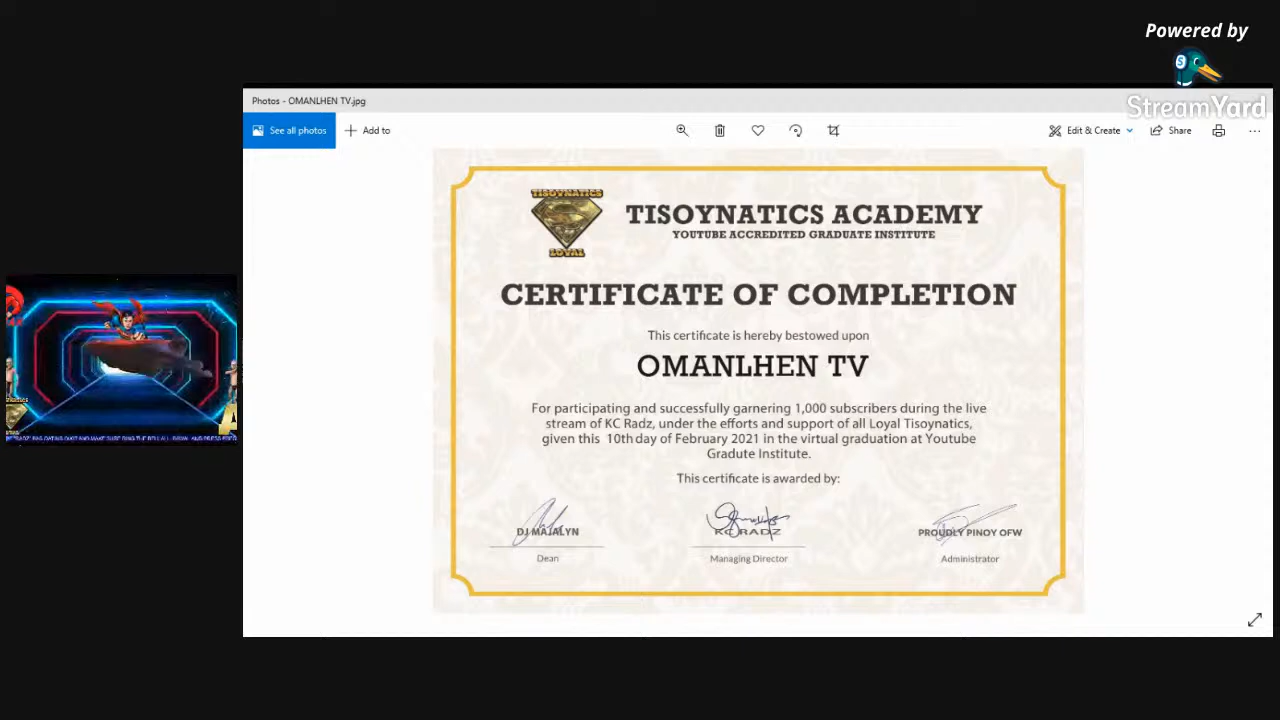 Powered by
S
StreamYard
Photos - OMANLHEN TV.jpg
See all photos
Add to
Edit & Create
Share
TISOYNATICS
LOYAL
TISOYNATICS ACADEMY
YOUTUBE ACCREDITED GRADUATE INSTITUTE
CERTIFICATE OF COMPLETION
This certificate is hereby bestowed upon
OMANLHEN TV
For participating and successfully garnering 1,000 subscribers during the live
stream of KC Radz, under the efforts and support of all Loyal Tisoynatics,
given this 10th day of February 2021 in the virtual graduation at Youtube
Gradute Institute.
This certificate is awarded by:
DJ MAJALYN
Dean
KC RADZ
Managing Director
PROUDLY PINOY OFW
Administrator